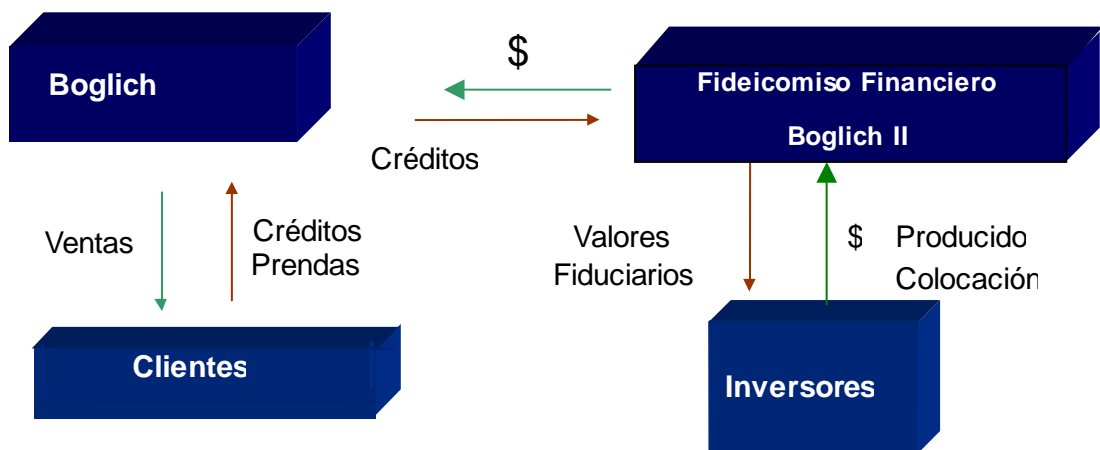 $
Boglich
Fideicomiso Financiero
Boglich II
Créditos
Ventas
Créditos
Prendas
Valores
Fiduciarios
$ Producido
Colocación
Clientes
Inversores